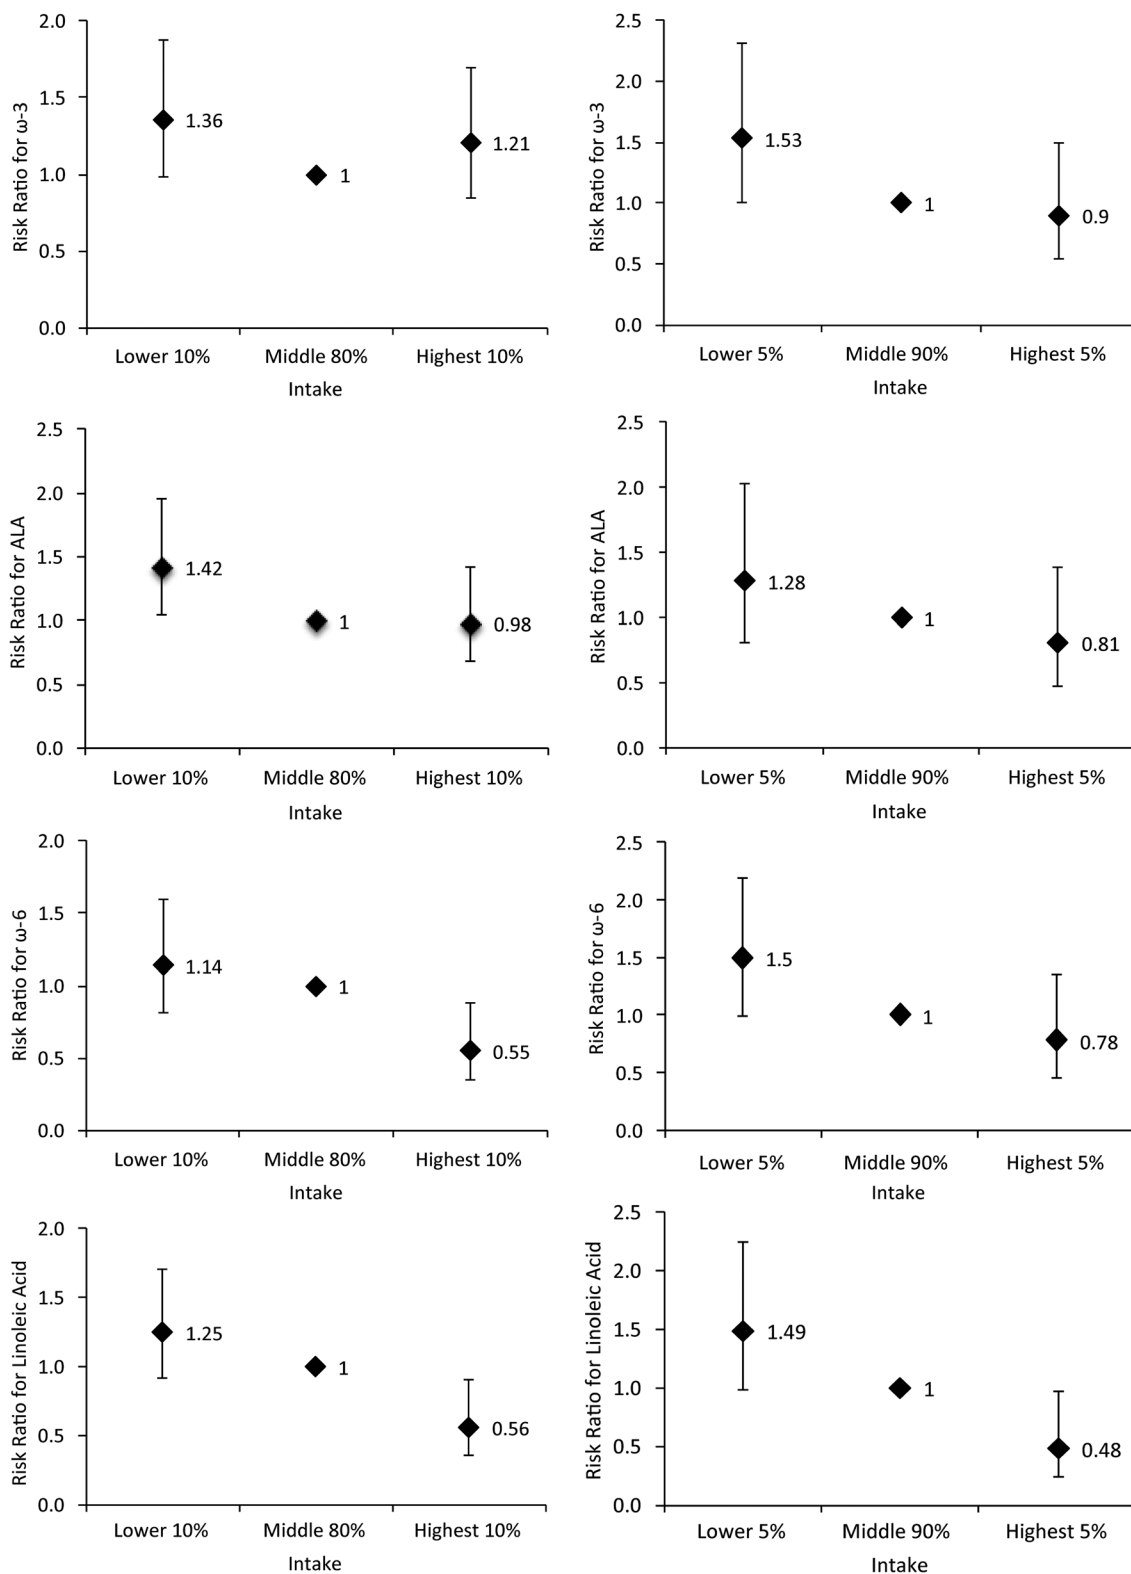 Risk Ratio for ω-3
2.0
1.5
1.0
0.5
0.0
1.36
1
1.21
Lower 10%
Middle 80%
Highest 10%
Intake
Risk Ratio for ω-3
2.5
2.0
1.5
1.0
0.5
0.0
1.53
1
0.9
Lower 5%
Middle 90%
Highest 5%
Intake
Risk Ratio for ALA
2.5
2.0
1.5
1.0
0.5
0.0
1.42
1
0.98
Lower 10%
Middle 80%
Highest 10%
Intake
Risk Ratio for ALA
2.5
2.0
1.5
1.0
0.5
0.0
1.28
1
0.81
Lower 5%
Middle 90%
Highest 5%
Intake
Risk Ratio for ω-6
2.0
1.5
1.0
0.5
0.0
1.14
1
0.55
Lower 10%
Middle 80%
Highest 10%
Intake
Risk Ratio for ω-6
2.5
2.0
1.5
1.0
0.5
0.0
1.5
1
0.78
Lower 5%
Middle 90%
Highest 5%
Intake
Risk Ratio for Linoleic Acid
2.0
1.5
1.0
0.5
0.0
1.25
1
0.56
Lower 10%
Middle 80%
Highest 10%
Intake
Risk Ratio for Linoleic Acid
2.5
2.0
1.5
1.0
0.5
0.0
1.49
1
0.48
Lower 5%
Middle 90%
Highest 5%
Intake